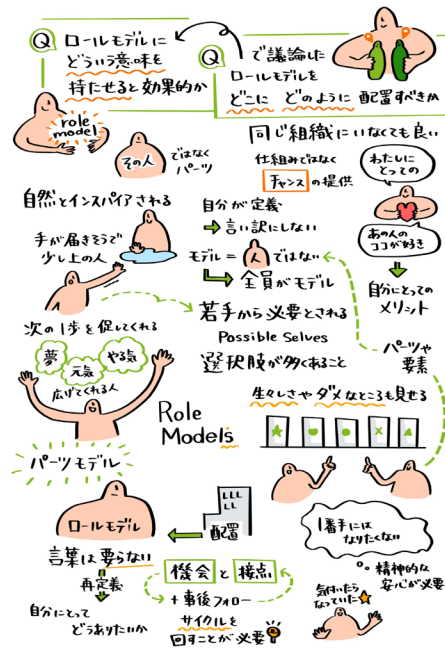 Q ロールモデルに
どういう意味を
持たせると効果的か
Q で議論した
ロールモデルを
どこに どのように 配置すべきか
role
model
その人 ではなく
パーツ
自然とインスパイアされる
手が届きそうで
少し上の人
次の1歩を促してくれる
夢 元気 やる気
広げてくれる人
パーツモデル
同じ組織にいなくても良い
仕組みではなく
チャンスの提供
自分が定義
言い訳にしない
モデル=人ではない
全員がモデル
わたしに
とっての
あの人の
ココが好き
自分にとっての
メリット
若手から必要とされる
Possible Selves
選択肢が多くあること
パーツや
要素
生々しさやダメなところも見せる
Role
Models
ロールモデル
配置
言葉は要らない
再定義
自分にとって
どうありたいか
機会と接点
+事後フォロー
サイクルを
回すことが必要
1番手には
なりたくない
精神的な
安心が必要
気付いたら
なっていた